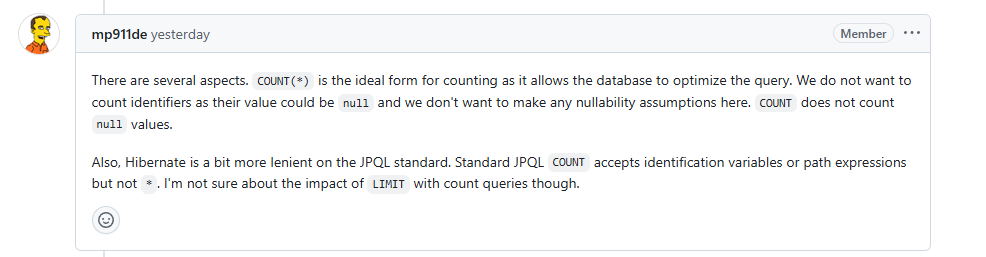 mp911de yesterday
Member
There are several aspects. COUNT(*) is the ideal form for counting as it allows the database to optimize the query. We do not want to
count identifiers as their value could be null and we don't want to make any nullability assumptions here. COUNT does not count
null values.
Also, Hibernate is a bit more lenient on the JPQL standard. Standard JPQL COUNT accepts identification variables or path expressions
but not *. I'm not sure about the impact of LIMIT with count queries though.